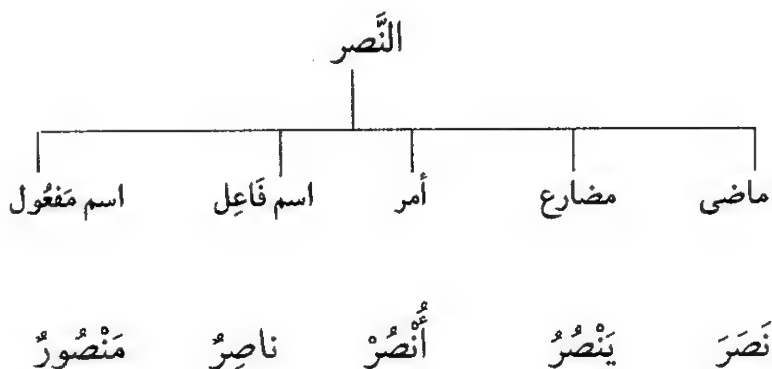 النَّصر
ماضى مضارع أمر اسم فَاعِل اسم مَفعُول
نَصَرَ يَنْصُرُ أُنْصُرْ ناصِرٌ مَنْصُورٌ